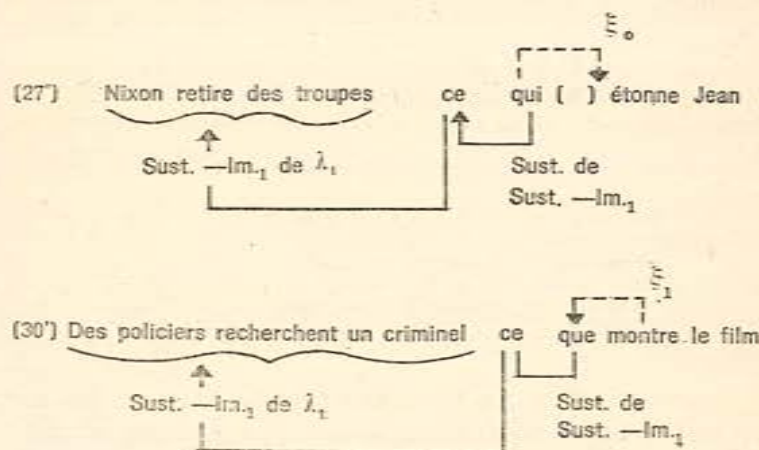 ξ₀
(27') Nixon retire des troupes ce qui ( ) étonne Jean
Sust. —Im.₁ de λ₁ Sust. de
Sust. —Im.₁
ξ₁
(30') Des policiers recherchent un criminel ce que montre le film
Sust. —Im.₁ de λ₁ Sust. de
Sust. —Im.₁